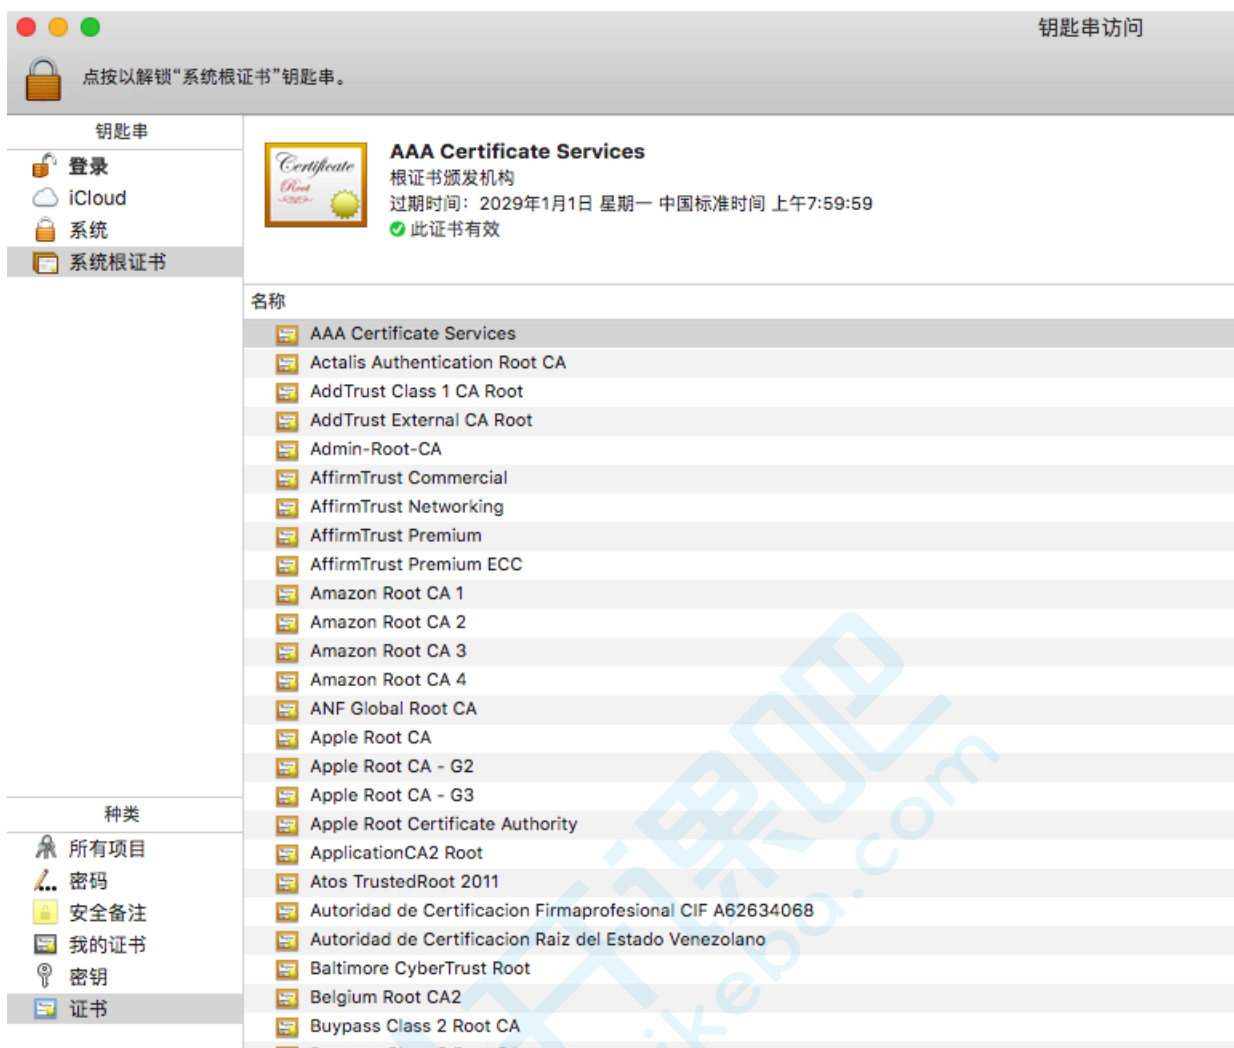 钥匙串访问
点按以解锁“系统根证书”钥匙串。
钥匙串
登录
iCloud
系统
系统根证书
Certificate
Root
AAA Certificate Services
根证书颁发机构
过期时间：2029年1月1日 星期一 中国标准时间 上午7:59:59
此证书有效
名称
AAA Certificate Services
Actalis Authentication Root CA
AddTrust Class 1 CA Root
AddTrust External CA Root
Admin-Root-CA
AffirmTrust Commercial
AffirmTrust Networking
AffirmTrust Premium
AffirmTrust Premium ECC
Amazon Root CA 1
Amazon Root CA 2
Amazon Root CA 3
Amazon Root CA 4
ANF Global Root CA
Apple Root CA
Apple Root CA - G2
Apple Root CA - G3
Apple Root Certificate Authority
ApplicationCA2 Root
Atos TrustedRoot 2011
Autoridad de Certificacion Firmaprofesional CIF A62634068
Autoridad de Certificacion Raiz del Estado Venezolano
Baltimore CyberTrust Root
Belgium Root CA2
Buypass Class 2 Root CA
种类
所有项目
密码
安全备注
我的证书
密钥
证书
开课吧
ikeba.com